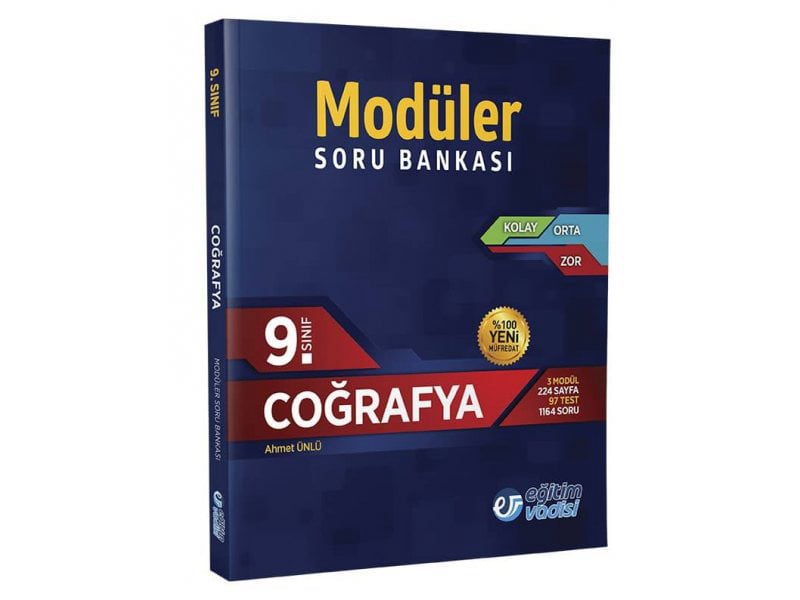 9. SINIF
COĞRAFYA
MODÜLER SORU BANKASI
Modüler
SORU BANKASI
KOLAY
ORTA
ZOR
9. SINIF
%100
YENİ
MÜFREDAT
3 MODÜL
224 SAYFA
97 TEST
1164 SORU
COĞRAFYA
Ahmet ÜNLÜ
eğitim
vadisi